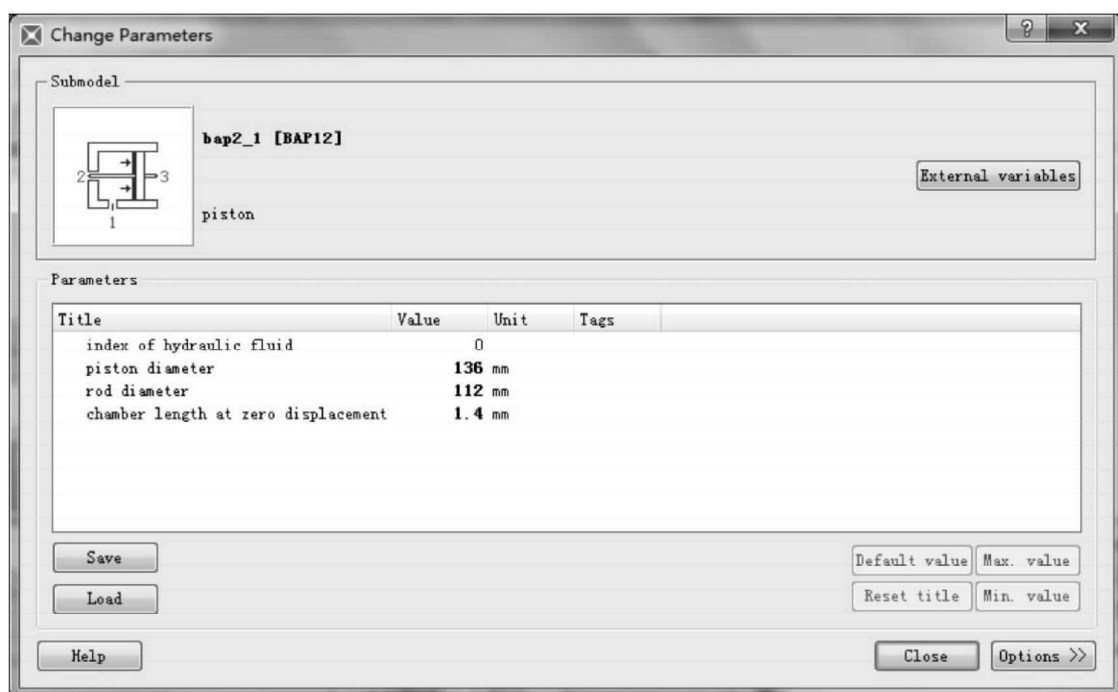 Change Parameters
? x
Submodel
bap2_1 [BAP12]
2 3
External variables
piston
1
Parameters
Title Value Unit Tags
index of hydraulic fluid 0
piston diameter 136 mm
rod diameter 112 mm
chamber length at zero displacement 1.4 mm
Save Default value Max. value
Load Reset title Min. value
Help Close Options >>